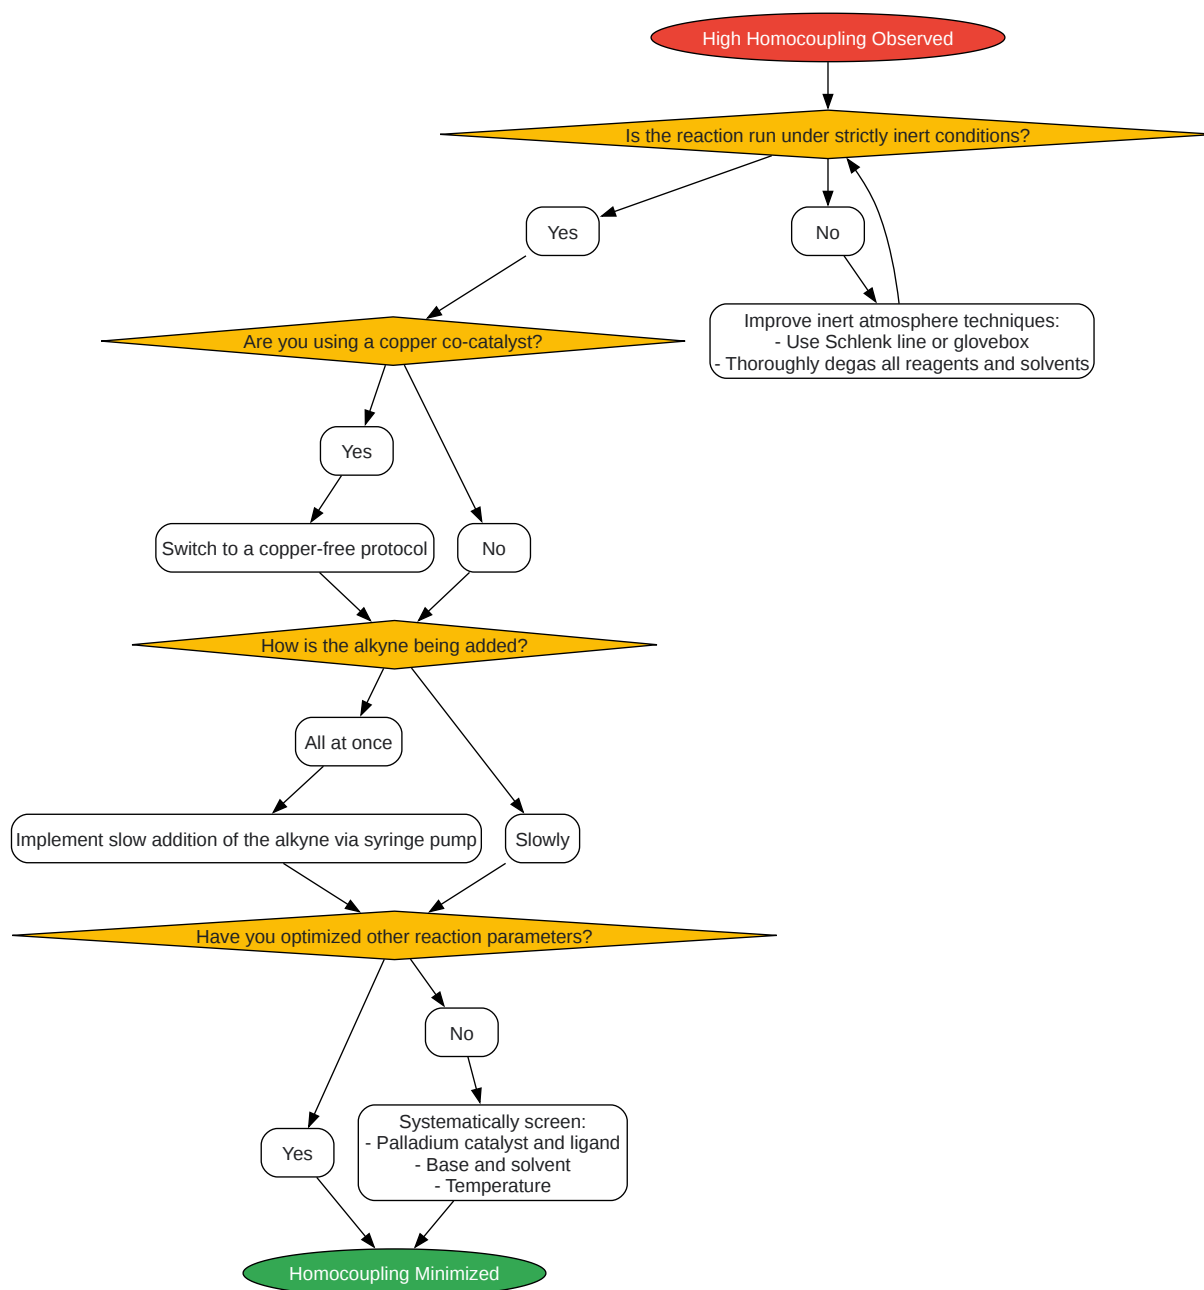 High Homocoupling Observed
Is the reaction run under strictly inert conditions?
Yes
No
Improve inert atmosphere techniques:
- Use Schlenk line or glovebox
- Thoroughly degas all reagents and solvents
Are you using a copper co-catalyst?
Yes
Switch to a copper-free protocol
No
How is the alkyne being added?
All at once
Implement slow addition of the alkyne via syringe pump
Slowly
Have you optimized other reaction parameters?
No
Yes
Systematically screen:
- Palladium catalyst and ligand
- Base and solvent
- Temperature
Homocoupling Minimized